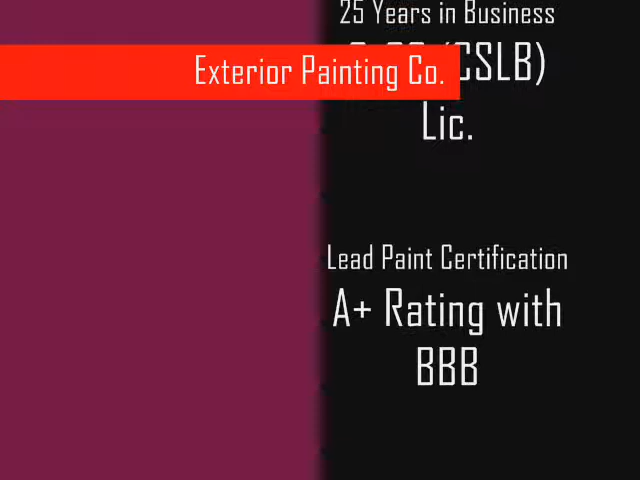 25 Years in Business
Exterior Painting Co.
(CSLB)
Lic.
Lead Paint Certification
A+ Rating with
BBB